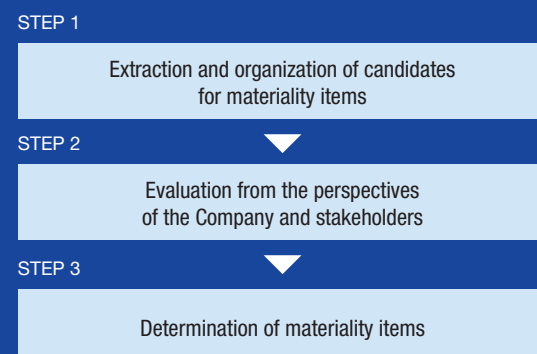 STEP 1
Extraction and organization of candidates
for materiality items
STEP 2
Evaluation from the perspectives
of the Company and stakeholders
STEP 3
Determination of materiality items